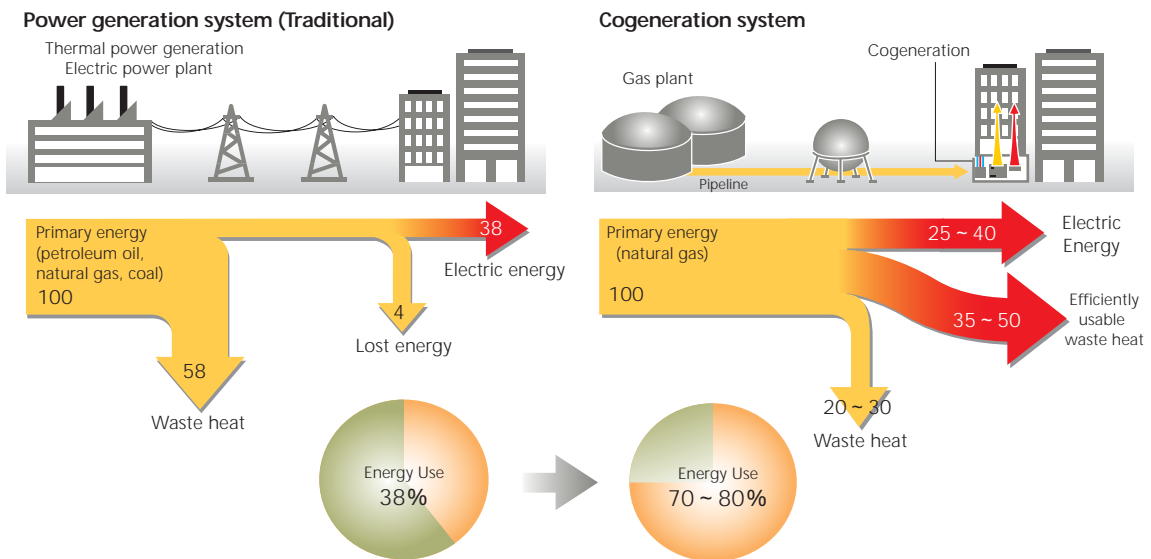 Power generation system (Traditional)
Thermal power generation
Electric power plant
Primary energy
(petroleum oil,
natural gas, coal)
100
38
Electric energy
4
Lost energy
58
Waste heat
Cogeneration system
Cogeneration
Gas plant
Pipeline
Primary energy
(natural gas)
100
25 ~ 40
Electric
Energy
35 ~ 50
Efficiently
usable
waste heat
20 ~ 30
Waste heat
Energy Use
38%
Energy Use
70 ~ 80%